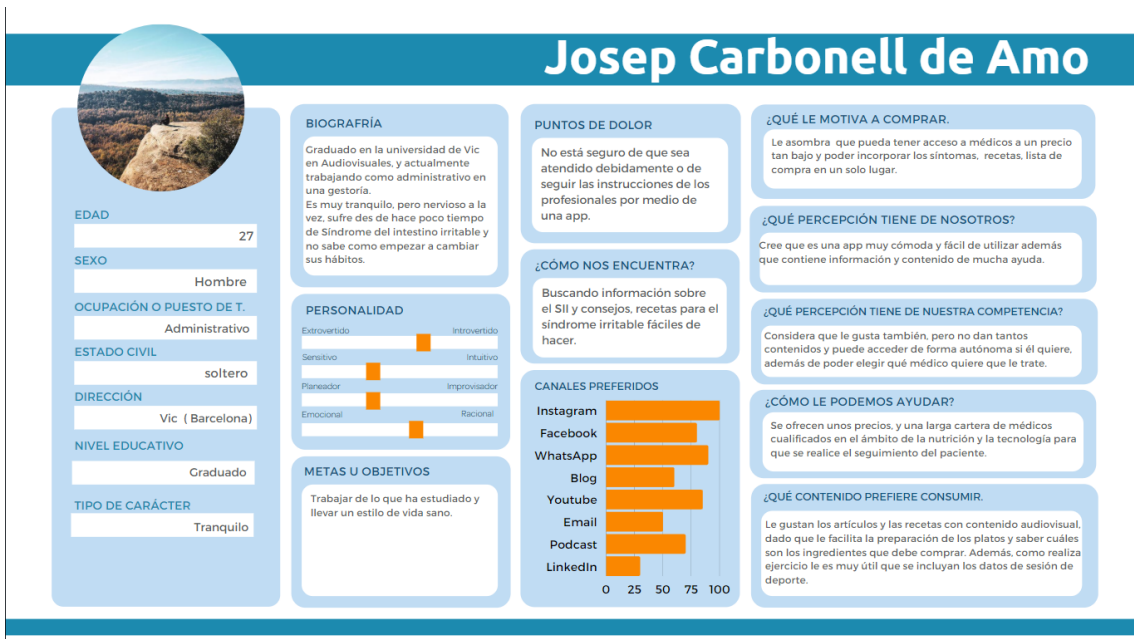 Josep Carbonell de Amo
EDAD
27
SEXO
Hombre
OCUPACIÓN O PUESTO DE T.
Administrativo
ESTADO CIVIL
soltero
DIRECCIÓN
Vic ( Barcelona)
NIVEL EDUCATIVO
Graduado
TIPO DE CARÁCTER
Tranquilo
BIOGRAFRÍA
Graduado en la universidad de Vic
en Audiovisuales, y actualmente
trabajando como administrativo en
una gestoría.
Es muy tranquilo, pero nervioso a la
vez, sufre des de hace poco tiempo
de Síndrome del intestino irritable y
no sabe como empezar a cambiar
sus hábitos.
PERSONALIDAD
Extrovertido Introvertido
Sensitivo Intuitivo
Planeador Improvisador
Emocional Racional
METAS U OBJETIVOS
Trabajar de lo que ha estudiado y
llevar un estilo de vida sano.
PUNTOS DE DOLOR
No está seguro de que sea
atendido debidamente o de
seguir las instrucciones de los
profesionales por medio de
una app.
¿CÓMO NOS ENCUENTRA?
Buscando información sobre
el SII y consejos, recetas para el
síndrome irritable fáciles de
hacer.
CANALES PREFERIDOS
Instagram
Facebook
WhatsApp
Blog
Youtube
Email
Podcast
LinkedIn
0 25 50 75 100
¿QUÉ LE MOTIVA A COMPRAR.
Le asombra que pueda tener acceso a médicos a un precio
tan bajo y poder incorporar los síntomas, recetas, lista de
compra en un solo lugar.
¿QUÉ PERCEPCIÓN TIENE DE NOSOTROS?
Cree que es una app muy cómoda y fácil de utilizar además
que contiene información y contenido de mucha ayuda.
¿QUÉ PERCEPCIÓN TIENE DE NUESTRA COMPETENCIA?
Considera que le gusta también, pero no dan tantos
contenidos y puede acceder de forma autónoma si él quiere,
además de poder elegir qué médico quiere que le trate.
¿CÓMO LE PODEMOS AYUDAR?
Se ofrecen unos precios, y una larga cartera de médicos
cualificados en el ámbito de la nutrición y la tecnología para
que se realice el seguimiento del paciente.
¿QUÉ CONTENIDO PREFIERE CONSUMIR.
Le gustan los artículos y las recetas con contenido audiovisual,
dado que le facilita la preparación de los platos y saber cuáles
son los ingredientes que debe comprar. Además, como realiza
ejercicio le es muy útil que se incluyan los datos de sesión de
deporte.